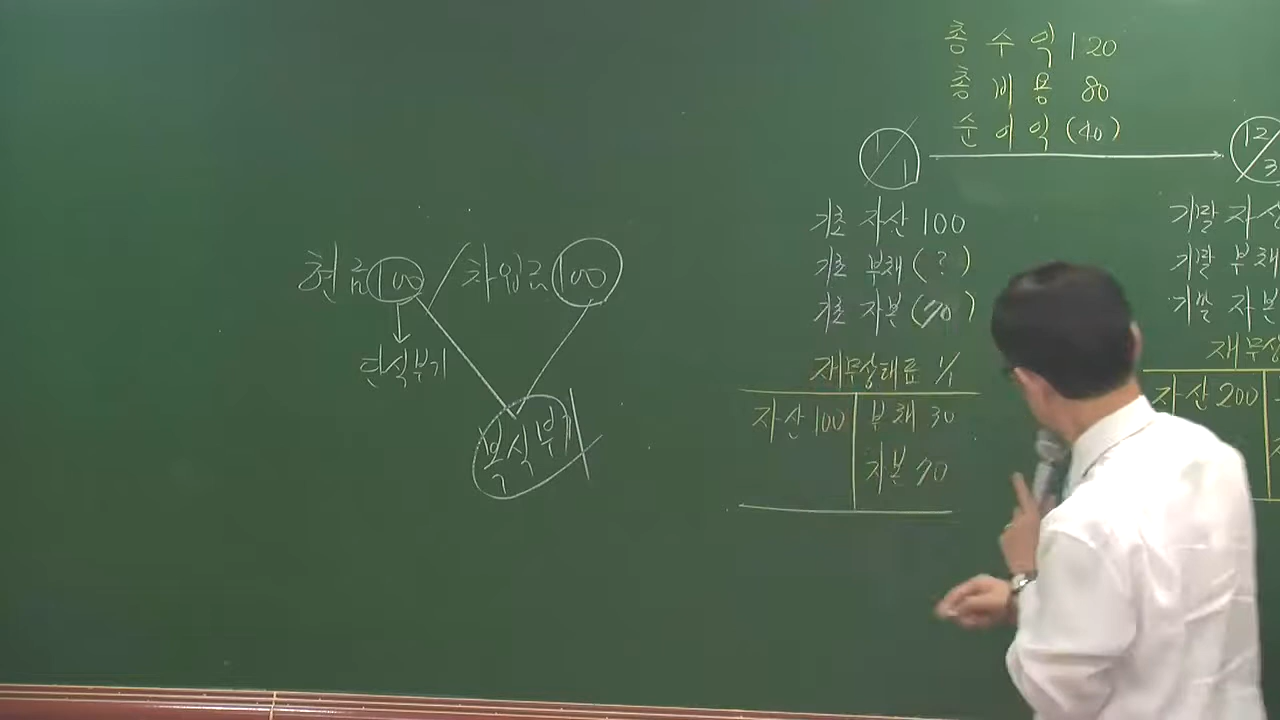 현금 100 / 차입금 100
단식부기
복식부기
총수익 120
총비용 80
순이익 (40)
1/1
12/3
기초 자산 100
기초 부채 (?)
기초 자본 (70)
재무상태표 1/1
자산 100 부채 30
자본 70
기말 자산
기말 부채
기말 자본
재무상
자산 200